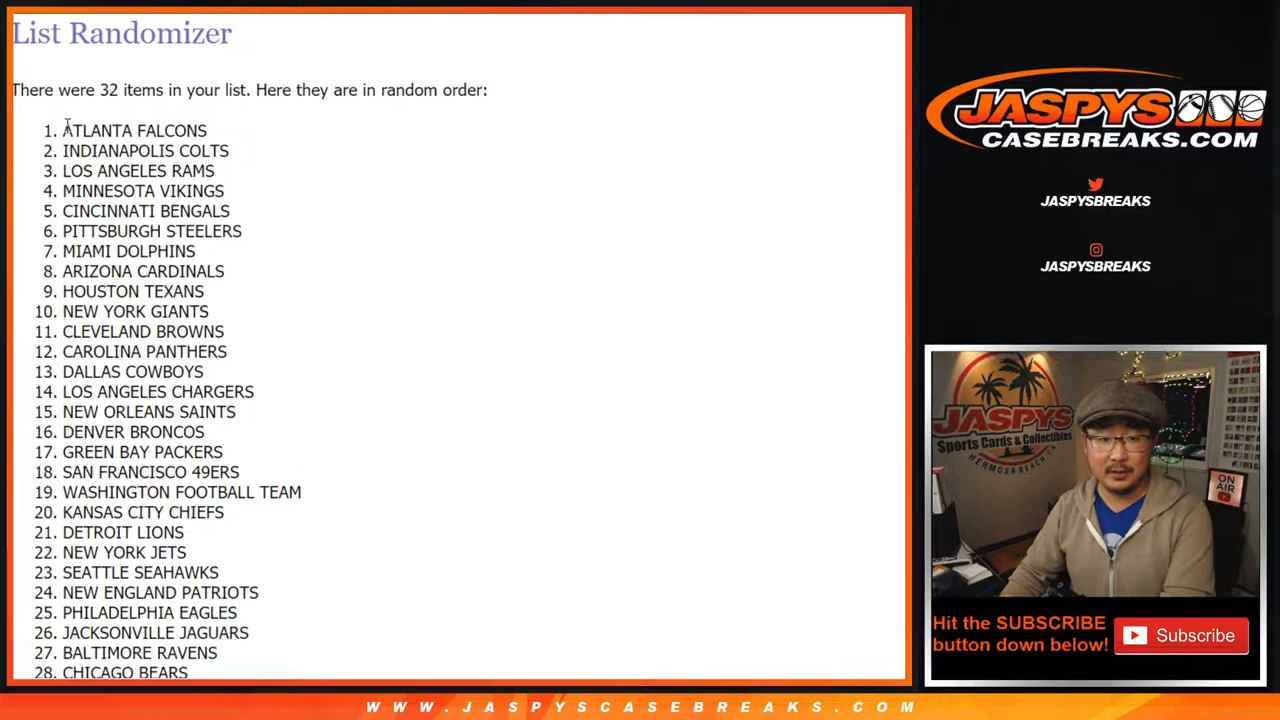 List Randomizer
There were 32 items in your list. Here they are in random order:
1. ATLANTA FALCONS
2. INDIANAPOLIS COLTS
3. LOS ANGELES RAMS
4. MINNESOTA VIKINGS
5. CINCINNATI BENGALS
6. PITTSBURGH STEELERS
7. MIAMI DOLPHINS
8. ARIZONA CARDINALS
9. HOUSTON TEXANS
10. NEW YORK GIANTS
11. CLEVELAND BROWNS
12. CAROLINA PANTHERS
13. DALLAS COWBOYS
14. LOS ANGELES CHARGERS
15. NEW ORLEANS SAINTS
16. DENVER BRONCOS
17. GREEN BAY PACKERS
18. SAN FRANCISCO 49ERS
19. WASHINGTON FOOTBALL TEAM
20. KANSAS CITY CHIEFS
21. DETROIT LIONS
22. NEW YORK JETS
23. SEATTLE SEAHAWKS
24. NEW ENGLAND PATRIOTS
25. PHILADELPHIA EAGLES
26. JACKSONVILLE JAGUARS
27. BALTIMORE RAVENS
28. CHICAGO BEARS
JASPYS
CASEBREAKS.COM
JASPYSBREAKS
JASPYSBREAKS
JASPYS
Sports Cards & Collectibles
HERMOSA BEACH CA
ON
AIR
Hit the SUBSCRIBE
button down below!
Subscribe
WWW.JASPYSCASEBREAKS.COM